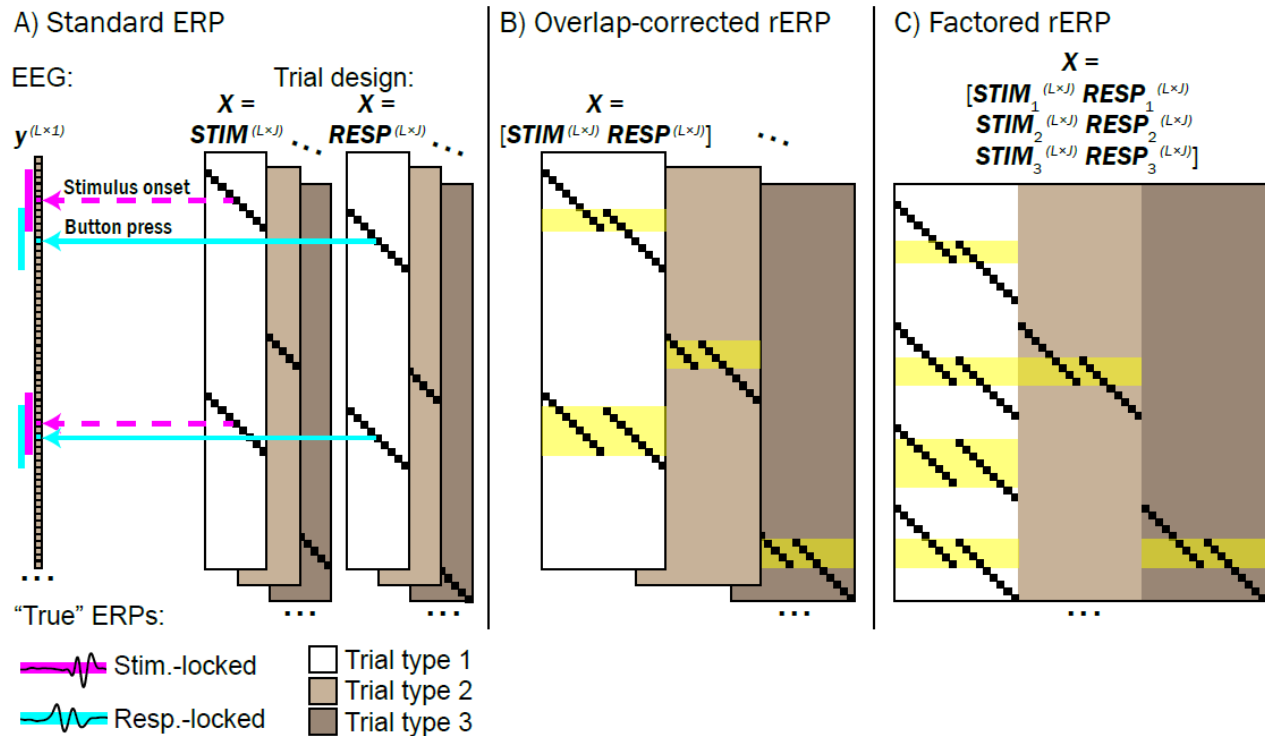 A) Standard ERP
EEG:
Trial design:
y(L×1)
X =
STIM(L×J) ...
X =
RESP(L×J) ...
Stimulus onset
Button press
...
...
...
"True" ERPs:
Stim.-locked
Resp.-locked
Trial type 1
Trial type 2
Trial type 3
B) Overlap-corrected rERP
X =
[STIM(L×J) RESP(L×J)] ...
...
C) Factored rERP
X =
[STIM1(L×J) RESP1(L×J)
STIM2(L×J) RESP2(L×J)
STIM3(L×J) RESP3(L×J)]
...